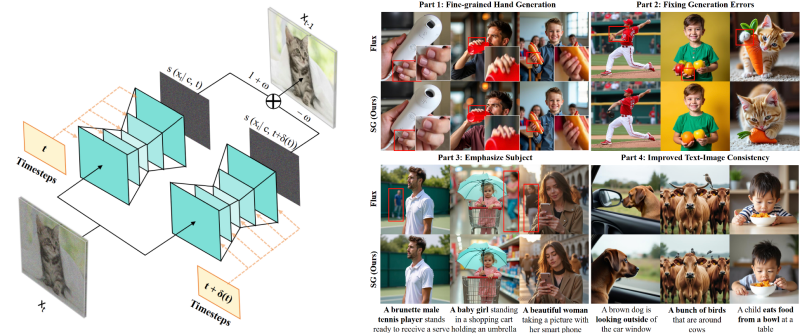 x_{t-1}
s (x_t| c, t)
1 + ω
− ω
s (x_t| c, t+δ(t))
t
Timesteps
x_t
t + δ(t)
Timesteps
Part 1: Fine-grained Hand Generation
Part 2: Fixing Generation Errors
Flux
SG (Ours)
Part 3: Emphasize Subject
Part 4: Improved Text-Image Consistency
Flux
SG (Ours)
A brunette male
tennis player stands
ready to receive a serve
A baby girl standing
in a shopping cart
holding an umbrella
A beautiful woman
taking a picture with
her smart phone
A brown dog is
looking outside of
the car window
A bunch of birds
that are around
cows
A child eats food
from a bowl at a
table